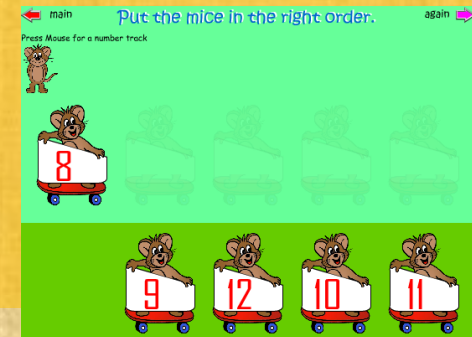 main
Put the mice in the right order.
again
Press Mouse for a number track
8
9 12 10 11